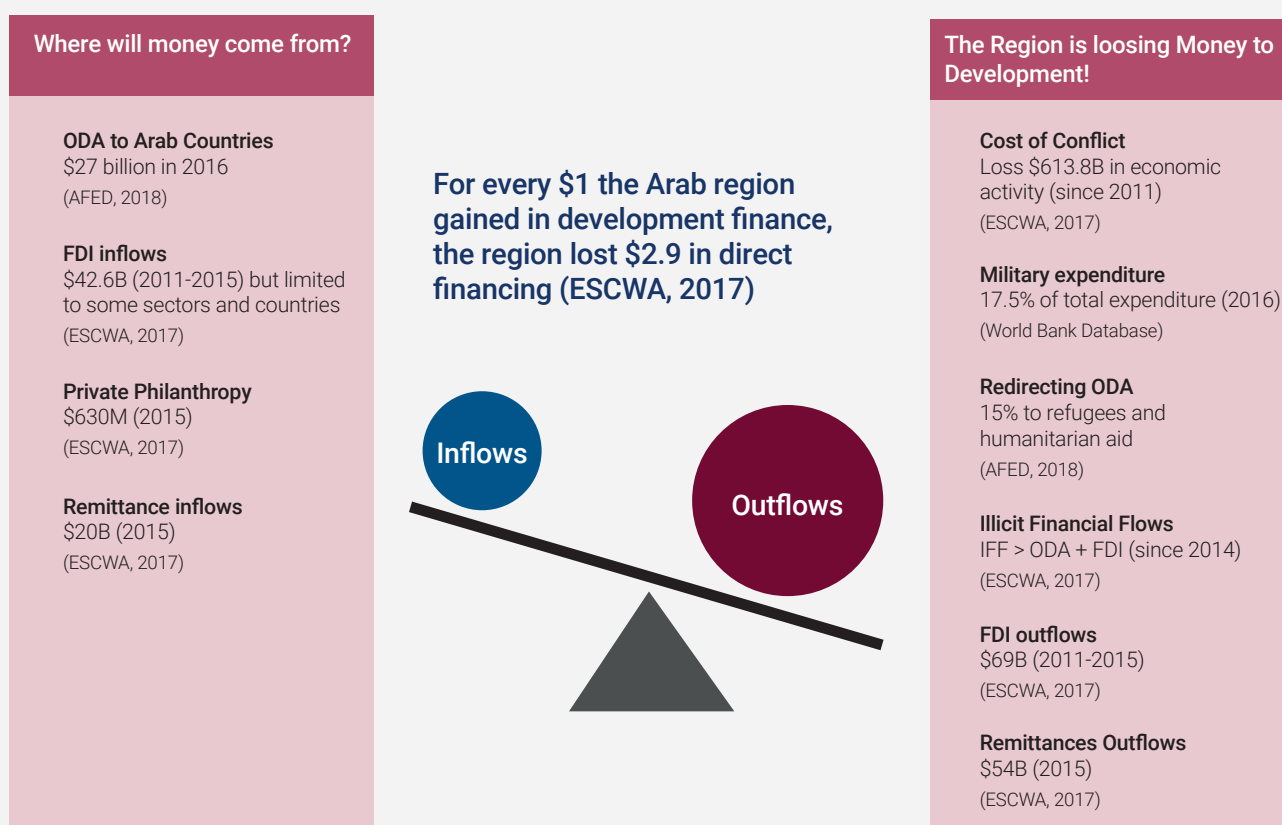 Where will money come from?
ODA to Arab Countries
$27 billion in 2016
(AFED, 2018)
FDI inflows
$42.6B (2011-2015) but limited
to some sectors and countries
(ESCWA, 2017)
Private Philanthropy
$630M (2015)
(ESCWA, 2017)
Remittance inflows
$20B (2015)
(ESCWA, 2017)
For every $1 the Arab region
gained in development finance,
the region lost $2.9 in direct
financing (ESCWA, 2017)
Inflows
Outflows
The Region is loosing Money to
Development!
Cost of Conflict
Loss $613.8B in economic
activity (since 2011)
(ESCWA, 2017)
Military expenditure
17.5% of total expenditure (2016)
(World Bank Database)
Redirecting ODA
15% to refugees and
humanitarian aid
(AFED, 2018)
Illicit Financial Flows
IFF > ODA + FDI (since 2014)
(ESCWA, 2017)
FDI outflows
$69B (2011-2015)
(ESCWA, 2017)
Remittances Outflows
$54B (2015)
(ESCWA, 2017)